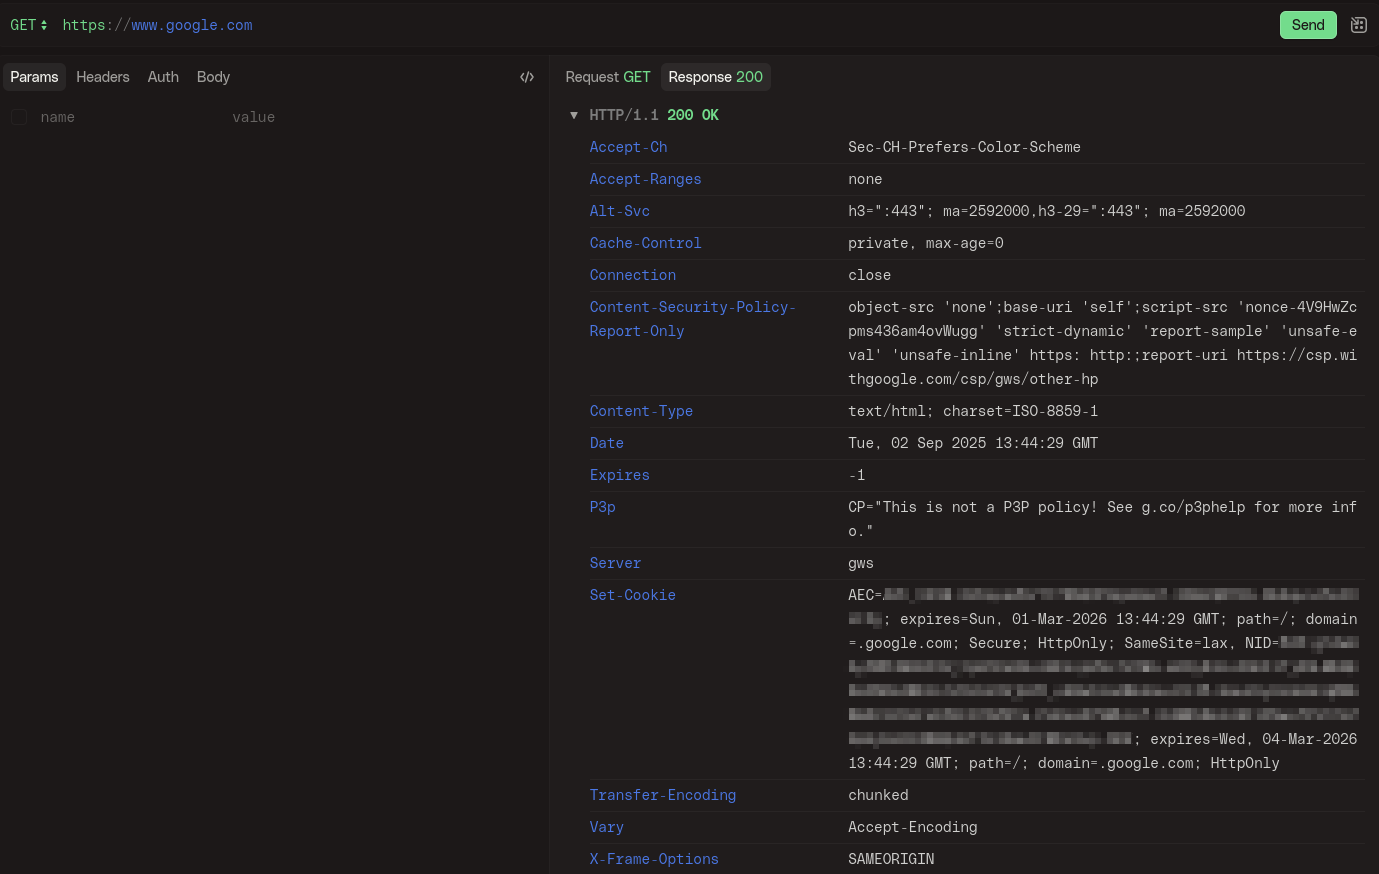 GET https://www.google.com Send
Params Headers Auth Body </>
name value
Request GET Response 200
▼ HTTP/1.1 200 OK
Accept-Ch Sec-CH-Prefers-Color-Scheme
Accept-Ranges none
Alt-Svc h3=":443"; ma=2592000,h3-29=":443"; ma=2592000
Cache-Control private, max-age=0
Connection close
Content-Security-Policy-
Report-Only
object-src 'none';base-uri 'self';script-src 'nonce-4V9HwZc
pms436am4ovWugg' 'strict-dynamic' 'report-sample' 'unsafe-e
val' 'unsafe-inline' https: http:;report-uri https://csp.wi
thgoogle.com/csp/gws/other-hp
Content-Type text/html; charset=ISO-8859-1
Date Tue, 02 Sep 2025 13:44:29 GMT
Expires -1
P3p CP="This is not a P3P policy! See g.co/p3phelp for more inf
o."
Server gws
Set-Cookie AEC=
; expires=Sun, 01-Mar-2026 13:44:29 GMT; path=/; domain
=.google.com; Secure; HttpOnly; SameSite=lax, NID=
; expires=Wed, 04-Mar-2026
13:44:29 GMT; path=/; domain=.google.com; HttpOnly
Transfer-Encoding chunked
Vary Accept-Encoding
X-Frame-Options SAMEORIGIN